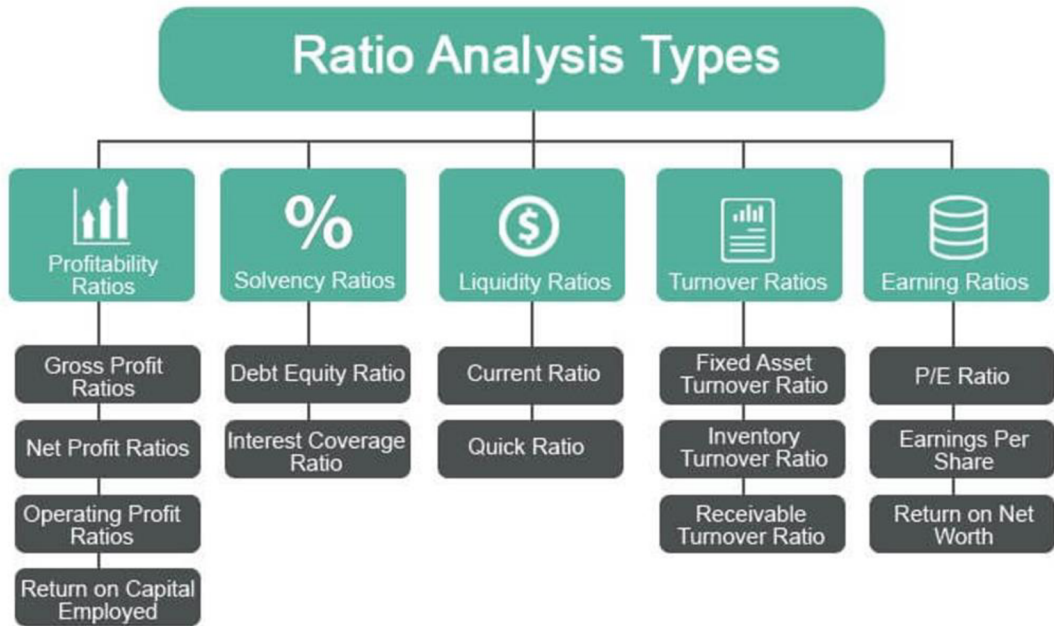 Ratio Analysis Types
Profitability
Ratios
Gross Profit
Ratios
Net Profit Ratios
Operating Profit
Ratios
Return on Capital
Employed
%
Solvency Ratios
Debt Equity Ratio
Interest Coverage
Ratio
$
Liquidity Ratios
Current Ratio
Quick Ratio
Turnover Ratios
Fixed Asset
Turnover Ratio
Inventory
Turnover Ratio
Receivable
Turnover Ratio
Earning Ratios
P/E Ratio
Earnings Per
Share
Return on Net
Worth